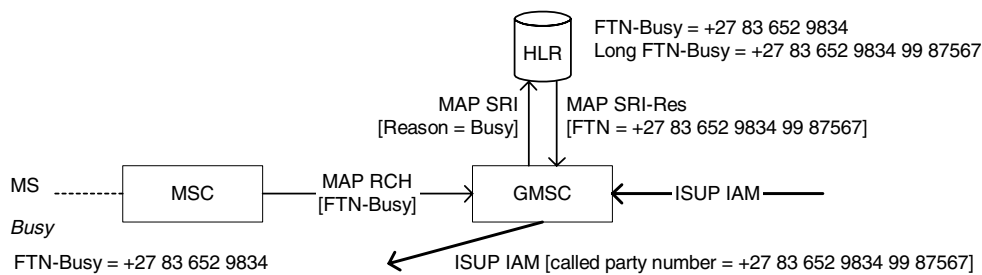 FTN-Busy = +27 83 652 9834
Long FTN-Busy = +27 83 652 9834 99 87567
HLR
MAP SRI
[Reason = Busy]
MAP SRI-Res
[FTN = +27 83 652 9834 99 87567]
MS
MSC
MAP RCH
[FTN-Busy]
GMSC
ISUP IAM
Busy
FTN-Busy = +27 83 652 9834
ISUP IAM [called party number = +27 83 652 9834 99 87567]